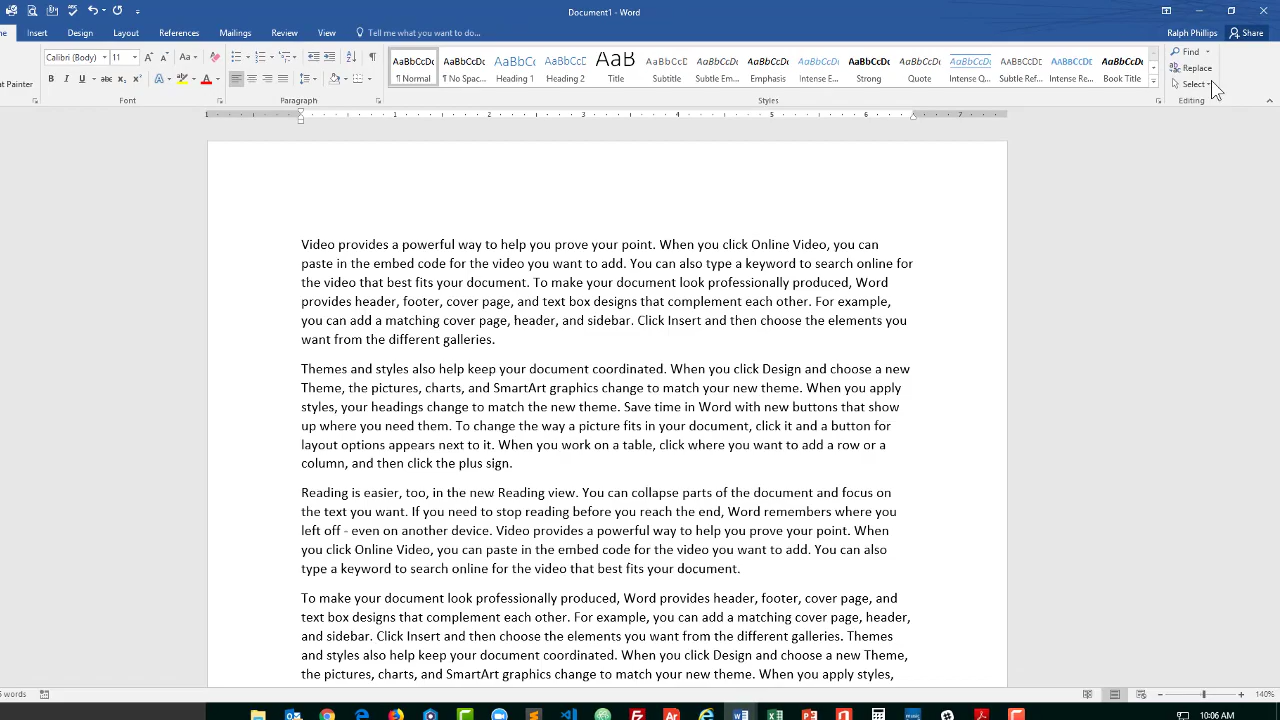 Document1 - Word
me Insert Design Layout References Mailings Review View Tell me what you want to do... Ralph Phillips Share
Calibri (Body) 11 Aa
at Painter
B I U abc X2 X2 A A
AaBbCcDc AaBbCcDc AaBbCc AaBbCcC AaB AaBbCcC AaBbCcDc AaBbCcDc AaBbCcDc AaBbCcDc AaBbCcDc AaBbCcDc AABBCCDC AABBCCDC AaBbCcDc
¶ Normal ¶ No Spac... Heading 1 Heading 2 Title Subtitle Subtle Em... Emphasis Intense E... Strong Quote Intense Q... Subtle Ref... Intense Re... Book Title
Find
Replace
Select
Font Paragraph Styles Editing
1 1 2 3 4 5 6 7
Video provides a powerful way to help you prove your point. When you click Online Video, you can
paste in the embed code for the video you want to add. You can also type a keyword to search online for
the video that best fits your document. To make your document look professionally produced, Word
provides header, footer, cover page, and text box designs that complement each other. For example,
you can add a matching cover page, header, and sidebar. Click Insert and then choose the elements you
want from the different galleries.
Themes and styles also help keep your document coordinated. When you click Design and choose a new
Theme, the pictures, charts, and SmartArt graphics change to match your new theme. When you apply
styles, your headings change to match the new theme. Save time in Word with new buttons that show
up where you need them. To change the way a picture fits in your document, click it and a button for
layout options appears next to it. When you work on a table, click where you want to add a row or a
column, and then click the plus sign.
Reading is easier, too, in the new Reading view. You can collapse parts of the document and focus on
the text you want. If you need to stop reading before you reach the end, Word remembers where you
left off - even on another device. Video provides a powerful way to help you prove your point. When
you click Online Video, you can paste in the embed code for the video you want to add. You can also
type a keyword to search online for the video that best fits your document.
To make your document look professionally produced, Word provides header, footer, cover page, and
text box designs that complement each other. For example, you can add a matching cover page, header,
and sidebar. Click Insert and then choose the elements you want from the different galleries. Themes
and styles also help keep your document coordinated. When you click Design and choose a new Theme,
the pictures, charts, and SmartArt graphics change to match your new theme. When you apply styles,
words 140%
10:06 AM